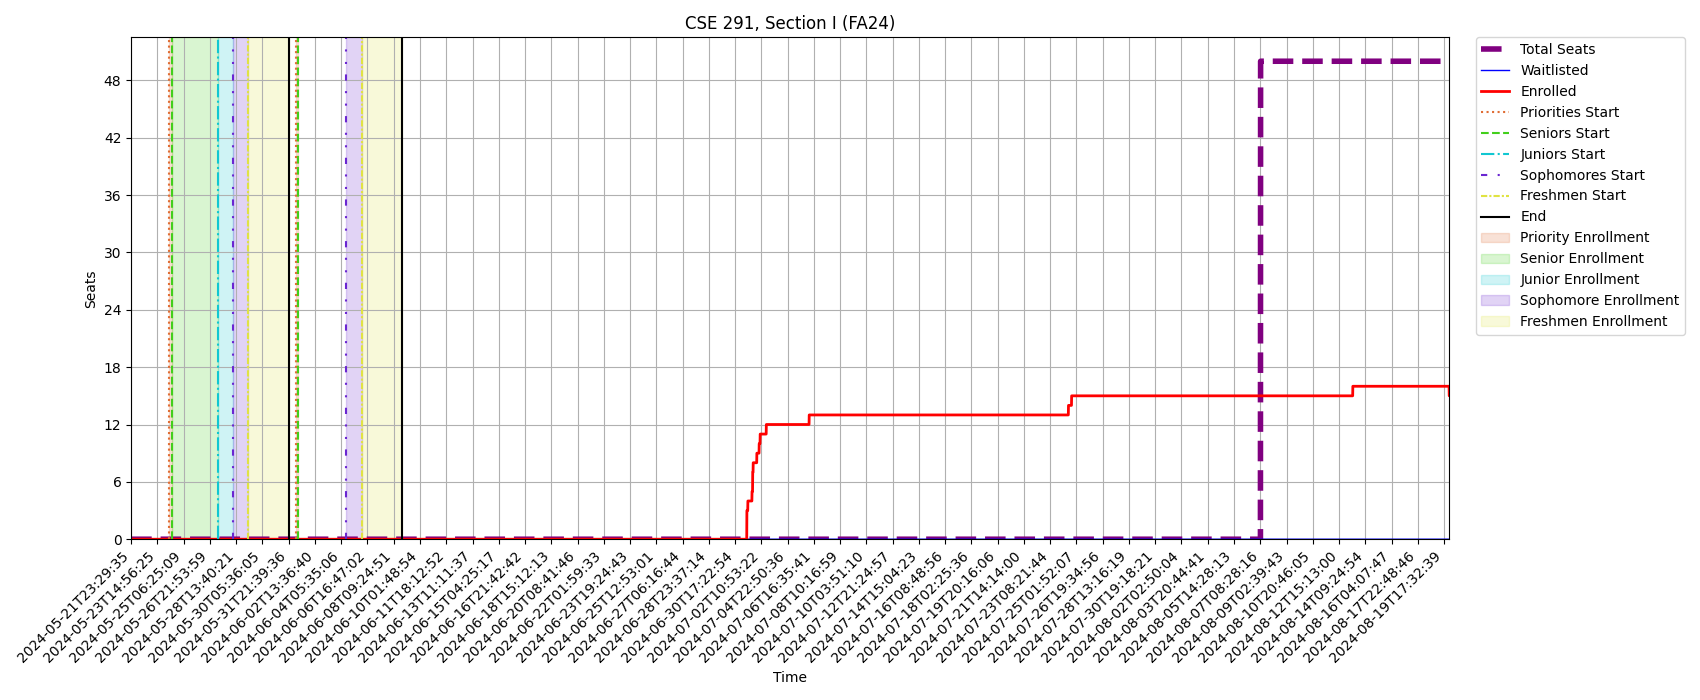 CSE 291, Section I (FA24)
Seats
48
42
36
30
24
18
12
6
0
2024-05-21T23:29:35
2024-05-23T14:56:25
2024-05-25T06:25:09
2024-05-26T21:53:59
2024-05-28T13:40:21
2024-05-30T05:36:05
2024-05-31T21:39:36
2024-06-02T13:36:40
2024-06-04T05:35:06
2024-06-06T16:47:02
2024-06-08T09:24:51
2024-06-10T01:48:54
2024-06-11T18:12:52
2024-06-13T11:11:37
2024-06-15T04:25:17
2024-06-16T21:42:42
2024-06-18T15:12:13
2024-06-20T08:41:46
2024-06-22T01:59:33
2024-06-23T19:24:43
2024-06-25T12:53:01
2024-06-27T06:16:44
2024-06-28T23:37:14
2024-06-30T17:22:54
2024-07-02T10:53:22
2024-07-04T22:50:36
2024-07-06T16:35:41
2024-07-08T10:16:59
2024-07-10T03:51:10
2024-07-12T21:24:57
2024-07-14T15:04:23
2024-07-16T08:48:56
2024-07-18T02:25:36
2024-07-19T20:16:06
2024-07-21T14:14:00
2024-07-23T08:21:44
2024-07-25T01:52:07
2024-07-26T19:34:56
2024-07-28T13:16:19
2024-07-30T19:18:21
2024-08-02T02:50:04
2024-08-03T20:44:41
2024-08-05T14:28:13
2024-08-07T08:28:16
2024-08-09T02:39:43
2024-08-10T20:46:05
2024-08-12T15:13:00
2024-08-14T09:24:54
2024-08-16T04:07:47
2024-08-17T22:48:46
2024-08-19T17:32:39
Time
Total Seats
Waitlisted
Enrolled
Priorities Start
Seniors Start
Juniors Start
Sophomores Start
Freshmen Start
End
Priority Enrollment
Senior Enrollment
Junior Enrollment
Sophomore Enrollment
Freshmen Enrollment